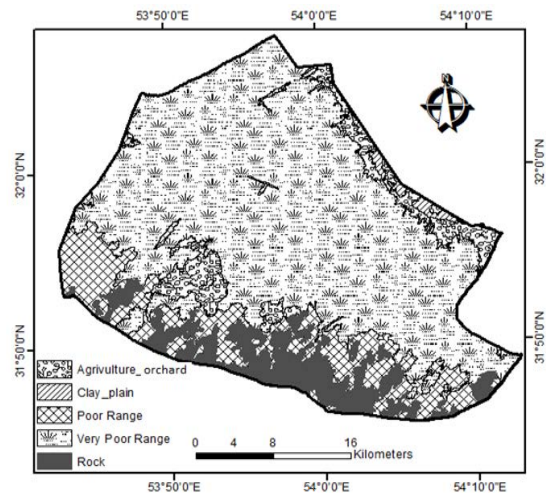 53°50'0"E 54°0'0"E 54°10'0"E
N
32°0'0"N 32°0'0"N
31°50'0"N 31°50'0"N
Agrivulture_orchard
Clay_plain
Poor Range
Very Poor Range
Rock
0 4 8 16
Kilometers
53°50'0"E 54°0'0"E 54°10'0"E